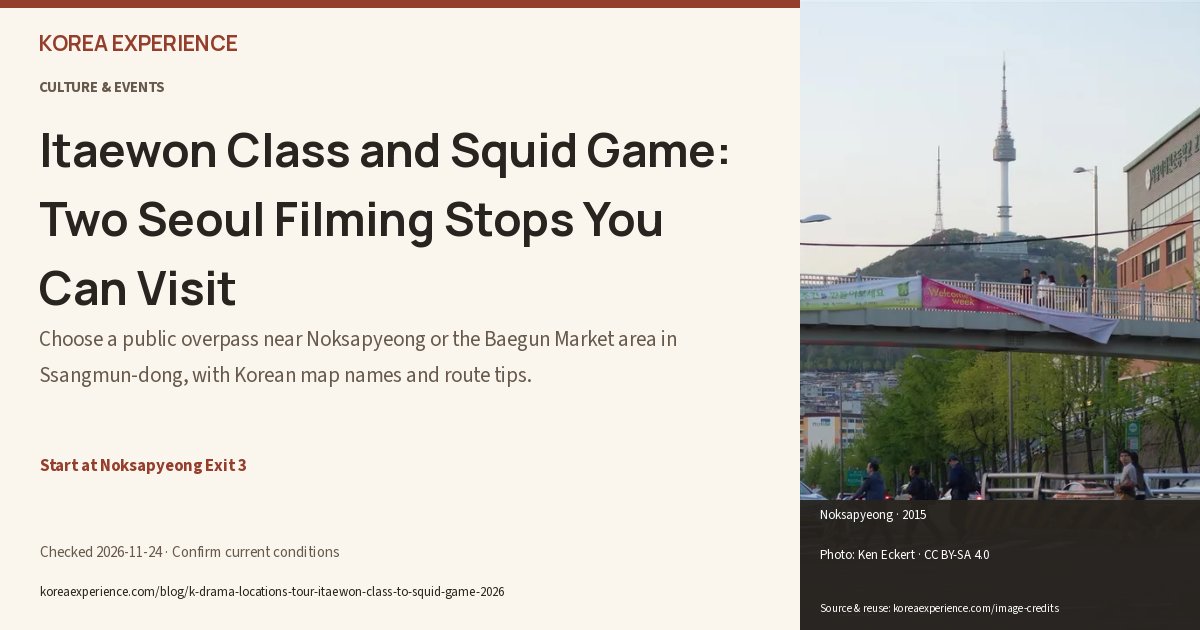 KOREA EXPERIENCE
CULTURE & EVENTS
Itaewon Class and Squid Game:
Two Seoul Filming Stops You
Can Visit
Choose a public overpass near Noksapyeong or the Baegun Market area in
Ssangmun-dong, with Korean map names and route tips.
Start at Noksapyeong Exit 3
Checked 2026-11-24 · Confirm current conditions
koreaexperience.com/blog/k-drama-locations-tour-itaewon-class-to-squid-game-2026
Welcome
week
Noksapyeong · 2015
Photo: Ken Eckert · CC BY-SA 4.0
Source & reuse: koreaexperience.com/image-credits